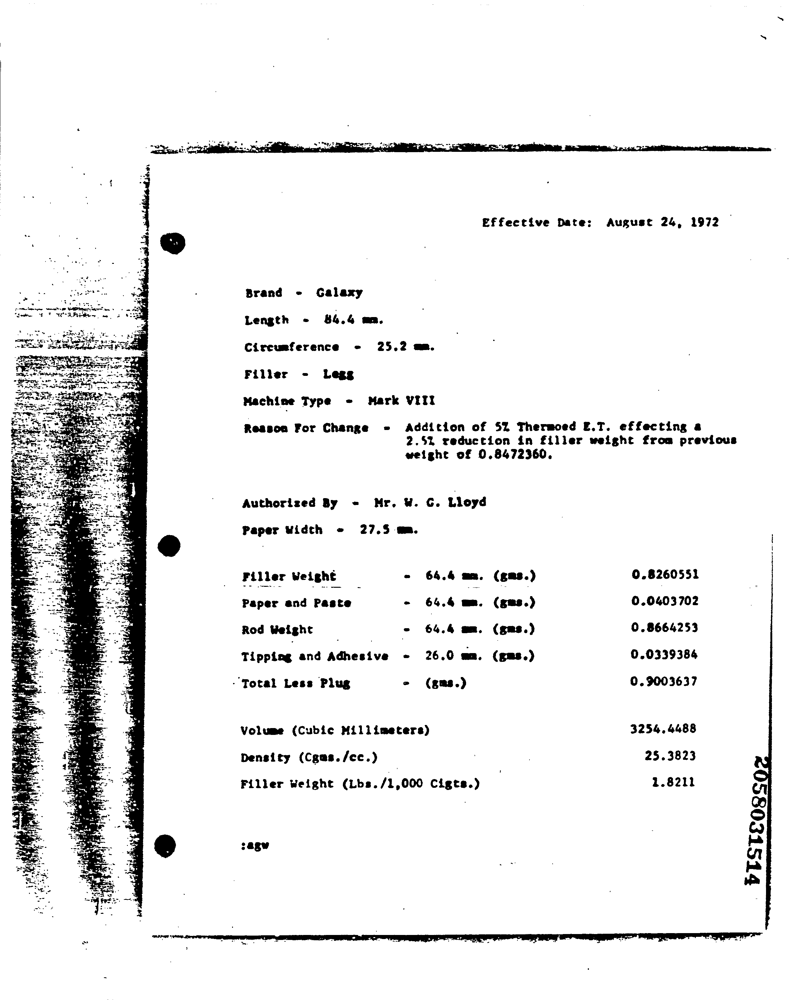 Effective Date: August 24, 1972
Brand - Galaxy
Length - 84.4 mm.
Circumference - 25.2 mm.
Filler - Legg
Machine Type - Mark VIII
Reason For Change - Addition of 5% Thermoed E.T. effecting a
2.5% reduction in filler weight from previous
weight of 0.8472360.
Authorized By - Mr. W. G. Lloyd
Paper Width - 27.5 mm.
Filler Weight - 64.4 mm. (gms.) 0.8260551
Paper and Paste - 64.4 mm. (gms.) 0.0403702
Rod Weight - 64.4 mm. (gms.) 0.8664253
Tipping and Adhesive - 26.0 mm. (gms.) 0.0339384
Total Less Plug - (gms.) 0.9003637
Volume (Cubic Millimeters) 3254.4488
Density (Cgms./cc.) 25.3823
Filler Weight (Lbs./1,000 Cigts.) 1.8211
:agw
2058031514